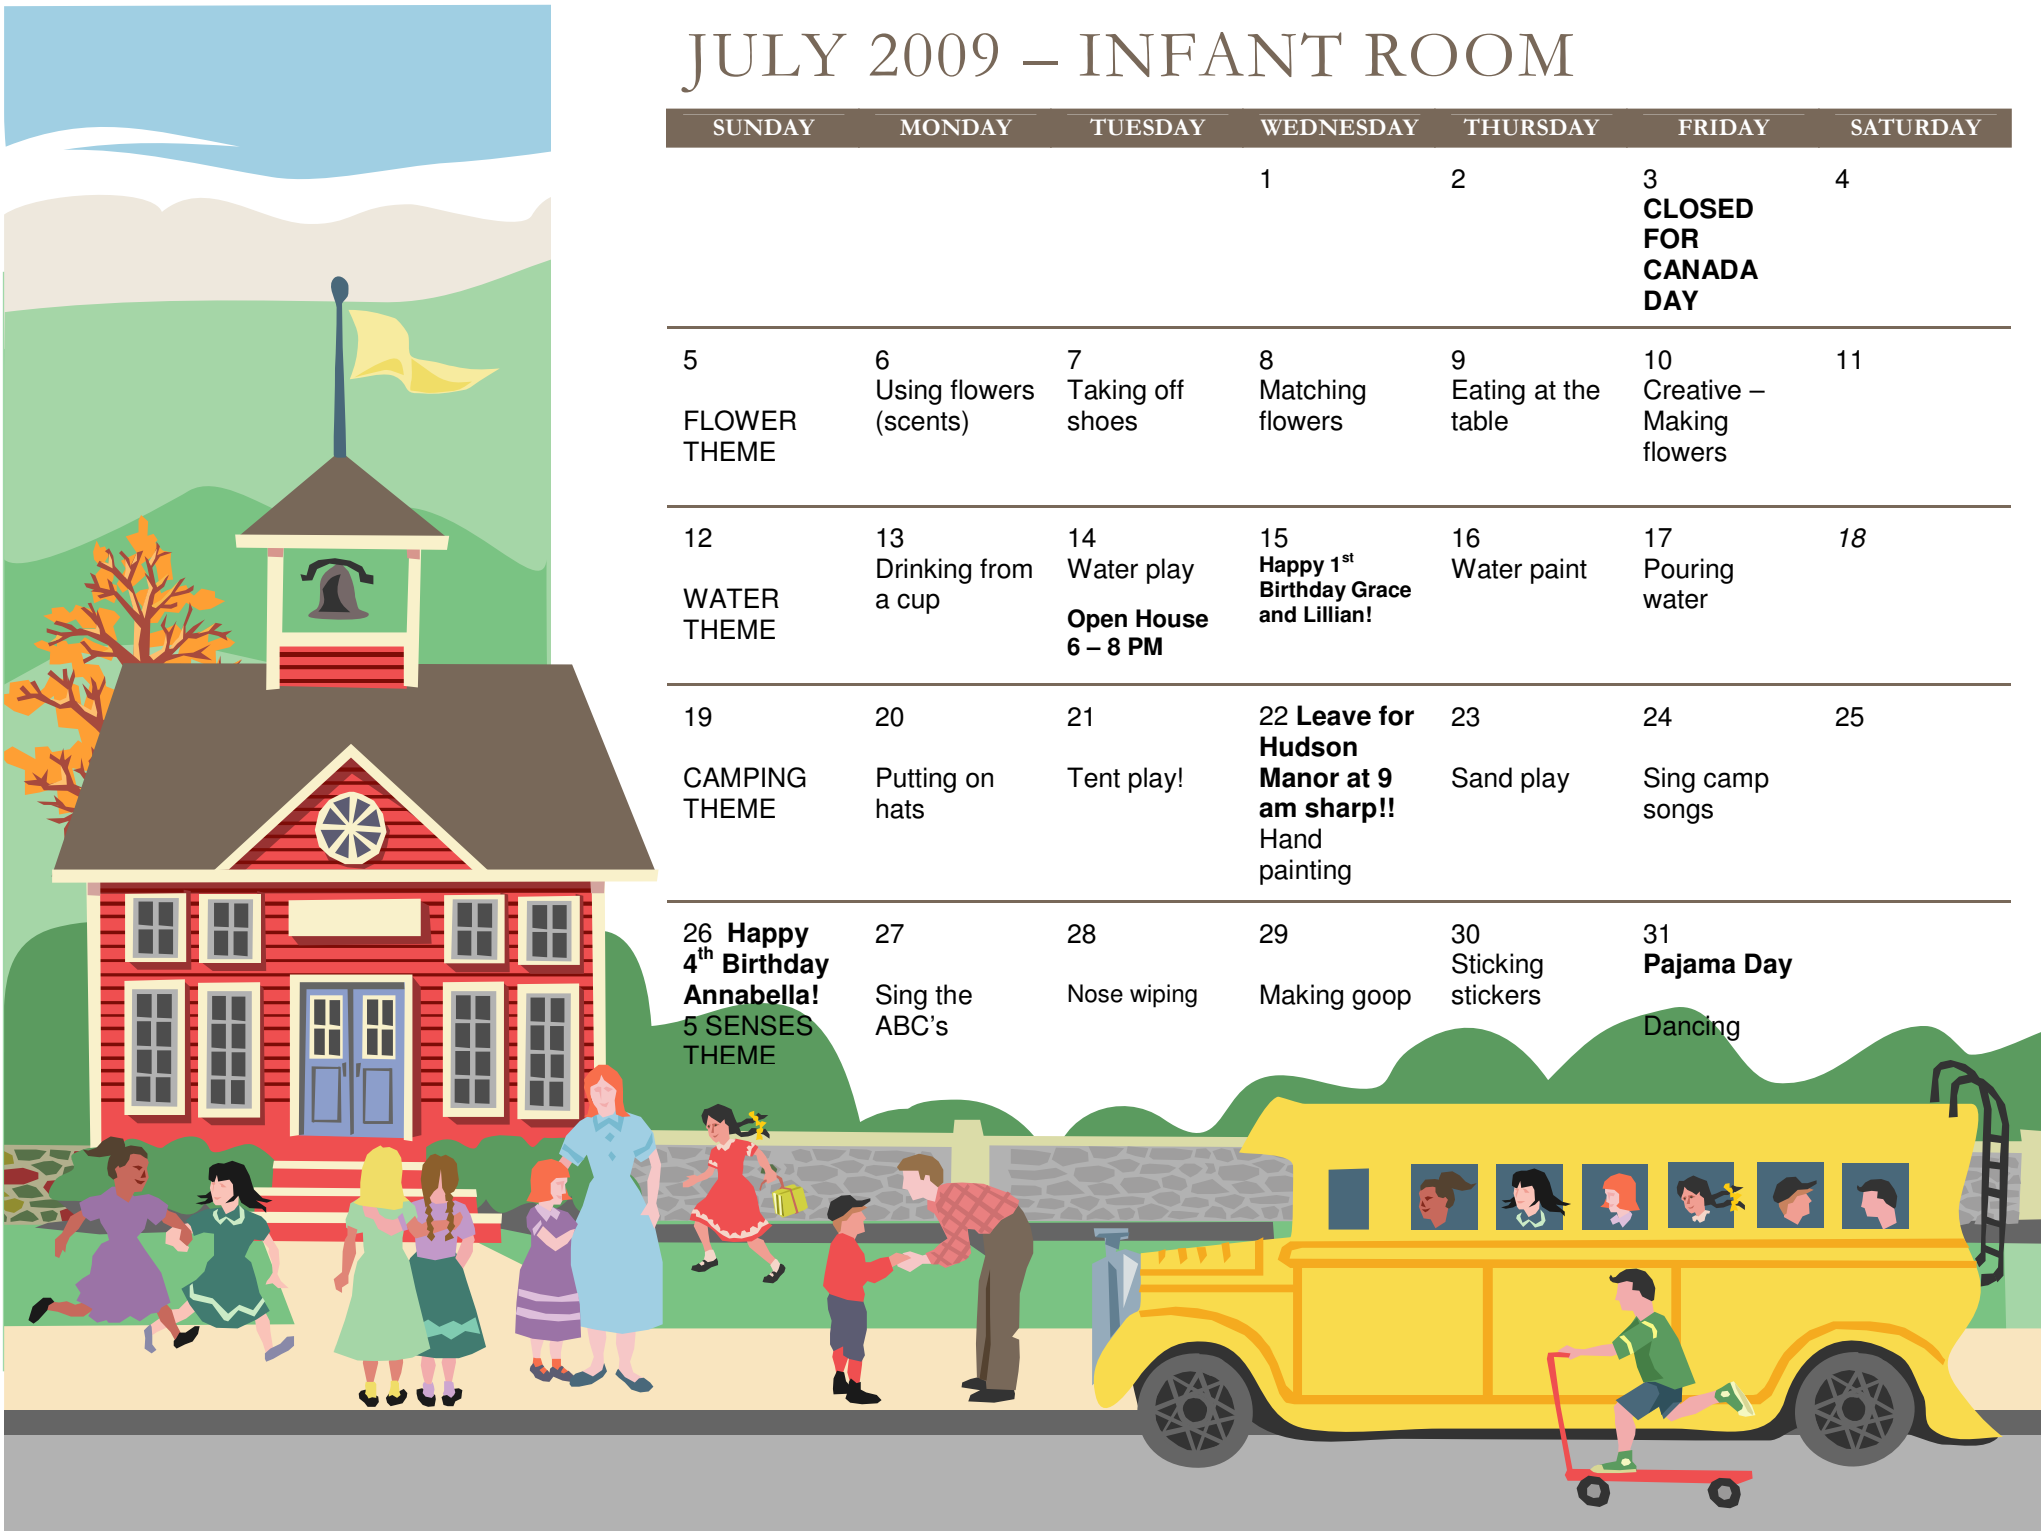 JULY 2009 – INFANT ROOM
SUNDAY MONDAY TUESDAY WEDNESDAY THURSDAY FRIDAY SATURDAY
1
2
3
CLOSED
FOR
CANADA
DAY
4
5
FLOWER
THEME
6
Using flowers
(scents)
7
Taking off
shoes
8
Matching
flowers
9
Eating at the
table
10
Creative –
Making
flowers
11
12
WATER
THEME
13
Drinking from
a cup
14
Water play
Open House
6 – 8 PM
15
Happy 1st
Birthday Grace
and Lillian!
16
Water paint
17
Pouring
water
18
19
CAMPING
THEME
20
Putting on
hats
21
Tent play!
22 Leave for
Hudson
Manor at 9
am sharp!!
Hand
painting
23
Sand play
24
Sing camp
songs
25
26 Happy
4th Birthday
Annabella!
5 SENSES
THEME
27
Sing the
ABC’s
28
Nose wiping
29
Making goop
30
Sticking
stickers
31
Pajama Day
Dancing